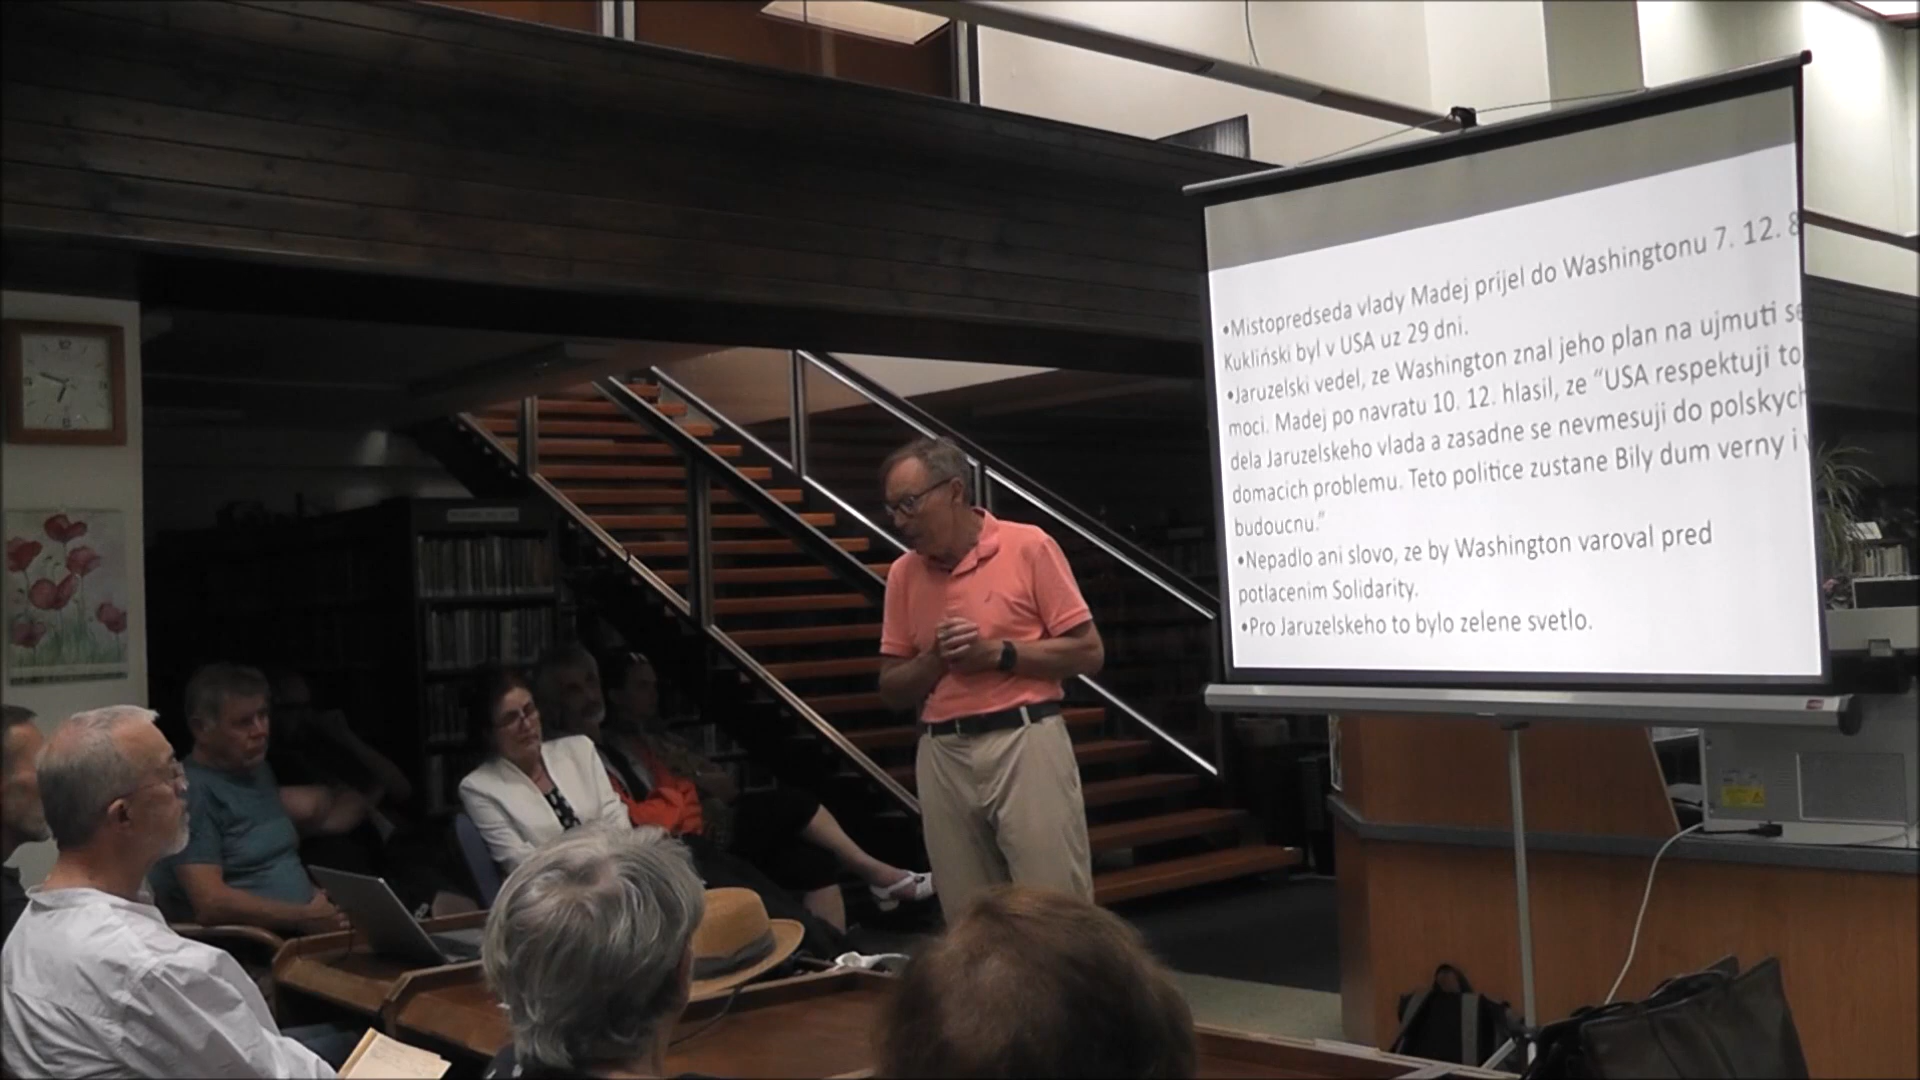 •Mistopredseda vlady Madej prijel do Washingtonu 7. 12. 8
Kukliński byl v USA uz 29 dni.
•Jaruzelski vedel, ze Washington znal jeho plan na ujmuti se
moci. Madej po navratu 10. 12. hlasil, ze “USA respektuji to
dela Jaruzelskeho vlada a zasadne se nevmesuji do polskych
domacich problemu. Teto politice zustane Bily dum verny i v
budoucnu.”
•Nepadlo ani slovo, ze by Washington varoval pred
potlacenim Solidarity.
•Pro Jaruzelskeho to bylo zelene svetlo.